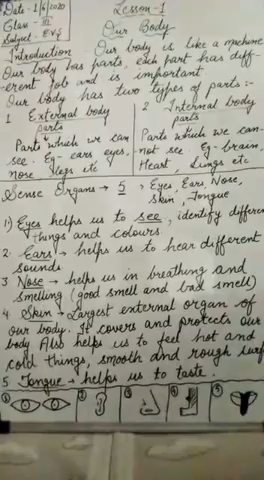 Date - 1/6/2020
Lesson-1
Class - III
Our Body
Subject - EVS
Introduction Our body is like a machine
Our body has parts, each part has diff-
erent job and is important.
Our body has two types of parts:-
1 External body parts
2 Internal body parts
Parts which we can see. Eg- ears eyes, nose legs etc
Parts which we can-not see Eg- brain, Heart, Lungs etc
Sense Organs → 5 → Eyes, Ears, Nose,
Skin, Tongue
1.) Eyes helps us to see, identify differen
things and colours.
2. Ears → helps us to hear different
sounds.
3 Nose → helps us in breathing and
smelling (good smell and bad smell)
4. Skin → Largest external organ of
our body. It covers and protects our
body Also helps us to feel hot and
cold things, smooth and rough surf
5 Tongue → helps us to taste.
① ② ③ ④ ⑤